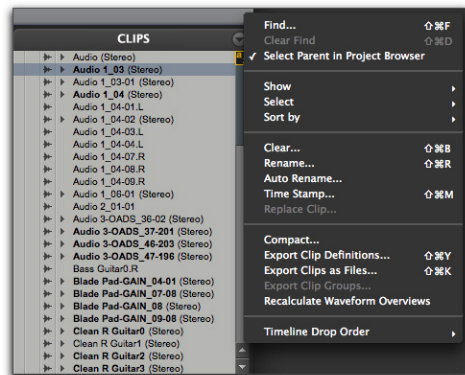 CLIPS
Audio (Stereo)
Audio 1_03 (Stereo)
Audio 1_03-01 (Stereo)
Audio 1_04 (Stereo)
Audio 1_04-01.L
Audio 1_04-02 (Stereo)
Audio 1_04-03.L
Audio 1_04-04.L
Audio 1_04-07.R
Audio 1_04-08.R
Audio 1_04-09.R
Audio 1_06-01 (Stereo)
Audio 2_01-01
Audio 3-OADS_36-02 (Stereo)
Audio 3-OADS_37-201 (Stereo)
Audio 3-OADS_46-203 (Stereo)
Audio 3-OADS_47-196 (Stereo)
Bass Guitar0.R
Blade Pad-GAIN_04-01 (Stereo)
Blade Pad-GAIN_07-08 (Stereo)
Blade Pad-GAIN_08 (Stereo)
Blade Pad-GAIN_09-08 (Stereo)
Clean R Guitar0 (Stereo)
Clean R Guitar1 (Stereo)
Clean R Guitar2 (Stereo)
Clean R Guitar3 (Stereo)
Find... ⇧⌘F
Clear Find ⇧⌘D
✓ Select Parent in Project Browser
Show
Select
Sort by
Clear... ⇧⌘B
Rename... ⇧⌘R
Auto Rename...
Time Stamp... ⇧⌘M
Replace Clip...
Compact...
Export Clip Definitions... ⇧⌘Y
Export Clips as Files... ⇧⌘K
Export Clip Groups...
Recalculate Waveform Overviews
Timeline Drop Order